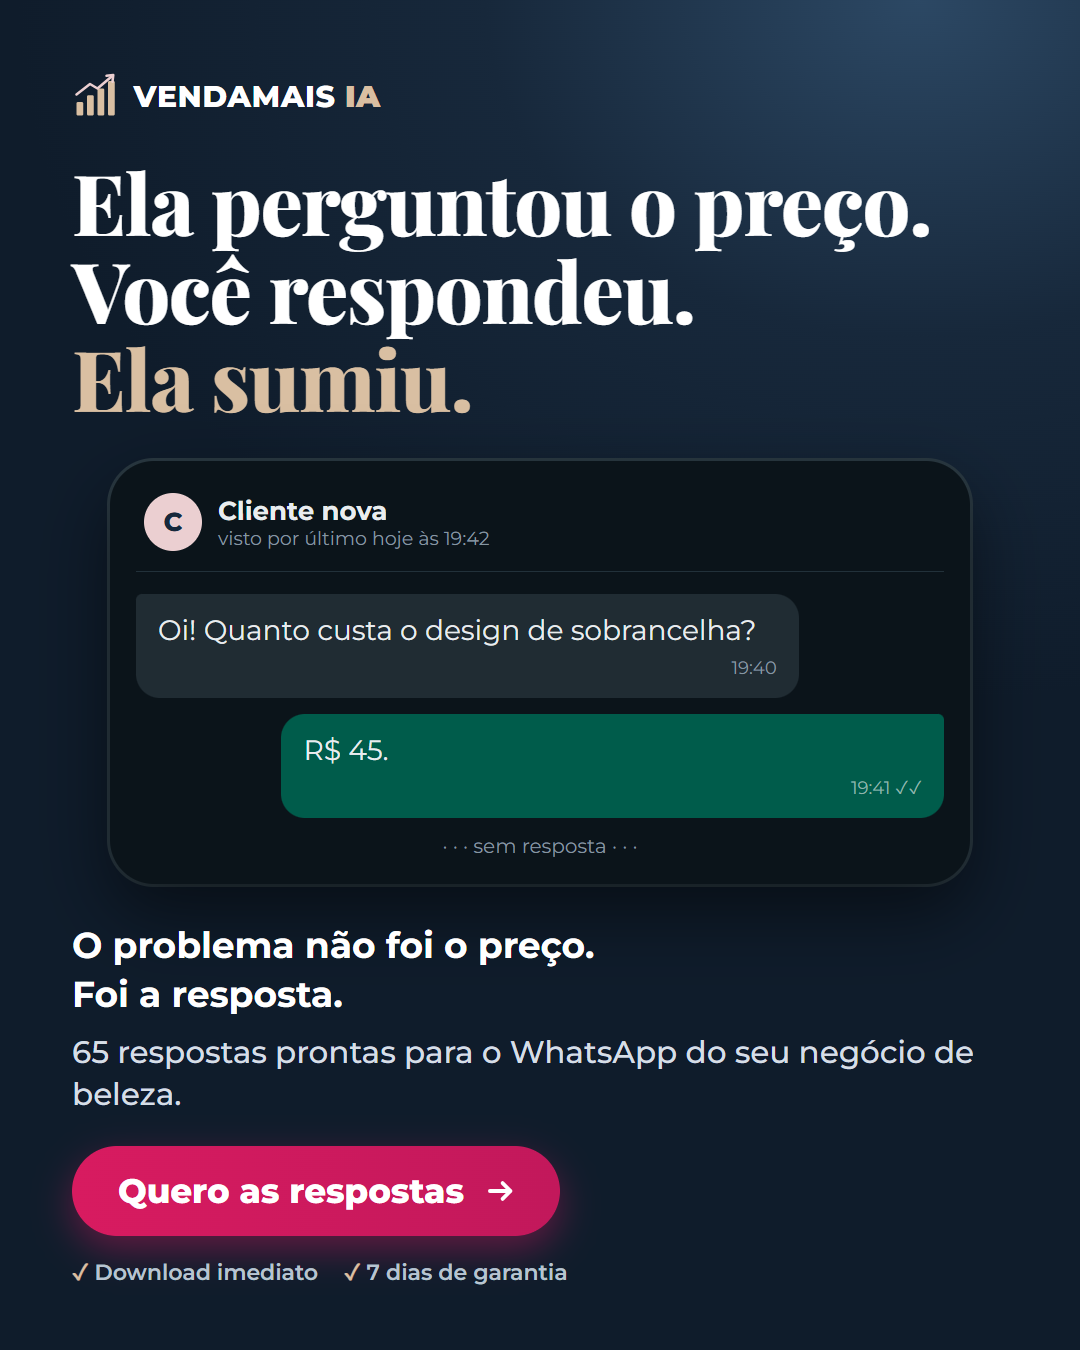 VENDAMAIS IA
Ela perguntou o preço.
Você respondeu.
Ela sumiu.
C
Cliente nova
visto por último hoje às 19:42
Oi! Quanto custa o design de sobrancelha?
19:40
R$ 45.
19:41 ✓✓
· · · sem resposta · · ·
O problema não foi o preço.
Foi a resposta.
65 respostas prontas para o WhatsApp do seu negócio de
beleza.
Quero as respostas →
✓ Download imediato ✓ 7 dias de garantia